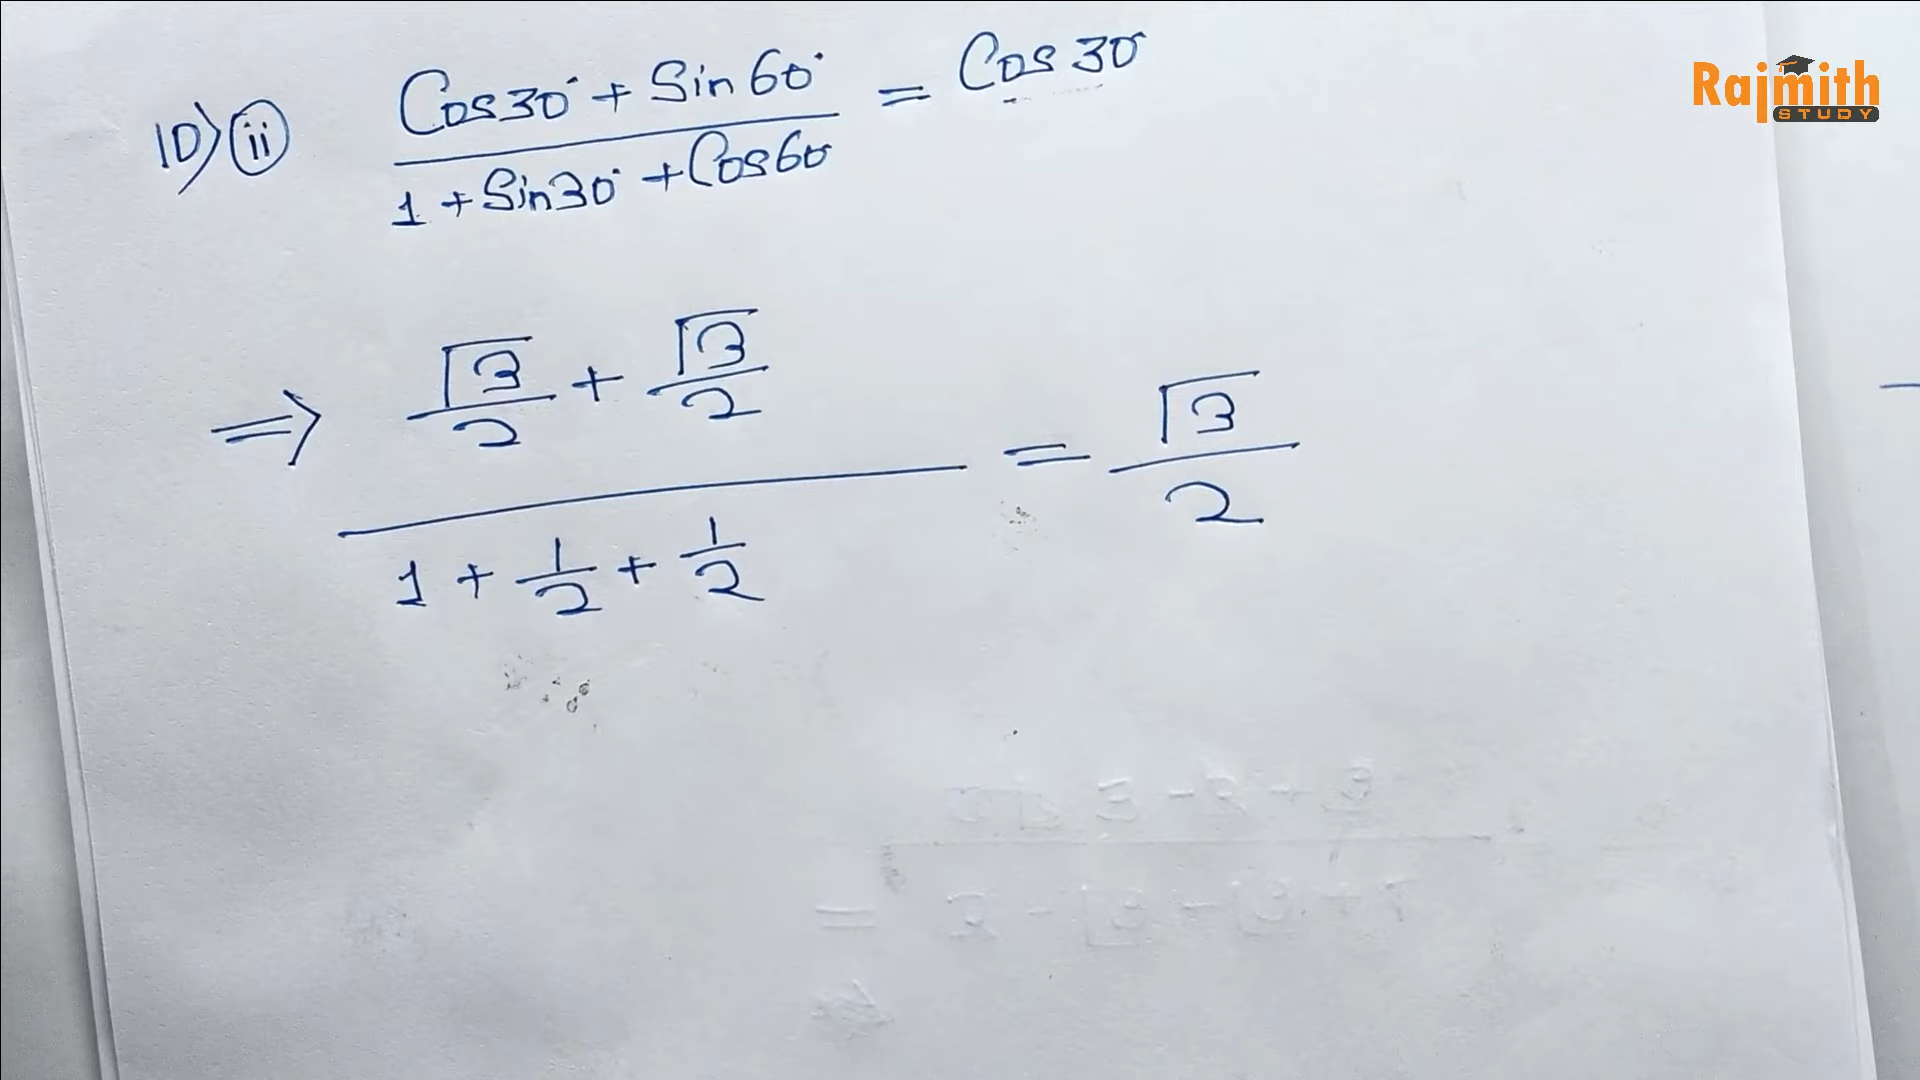 10) ii) (Cos30° + Sin60°) / (1 + Sin30° + Cos60°) = Cos30°
⇒ (√3/2 + √3/2) / (1 + 1/2 + 1/2) = √3/2
Rajmith
STUDY